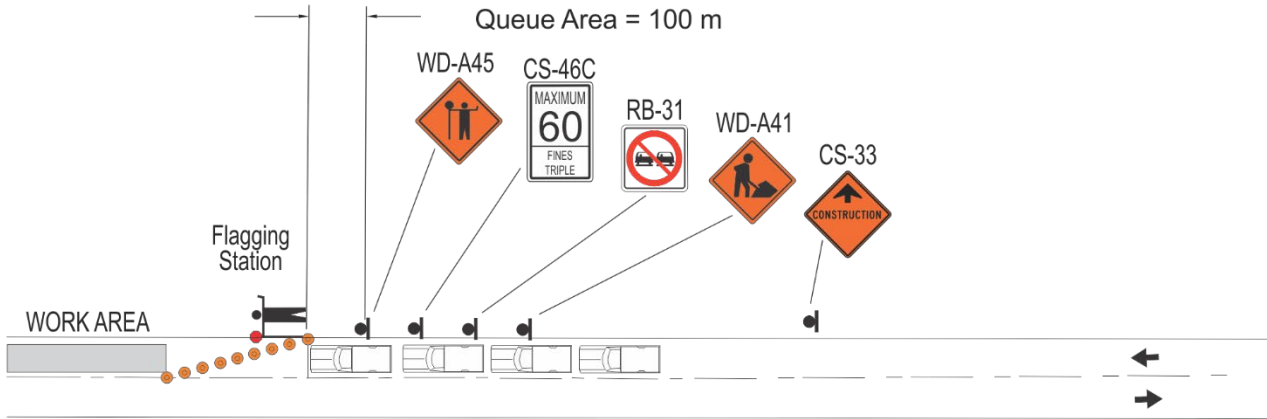 Queue Area = 100 m
WD-A45
CS-46C
MAXIMUM
60
FINES
TRIPLE
RB-31
WD-A41
CS-33
CONSTRUCTION
Flagging
Station
WORK AREA